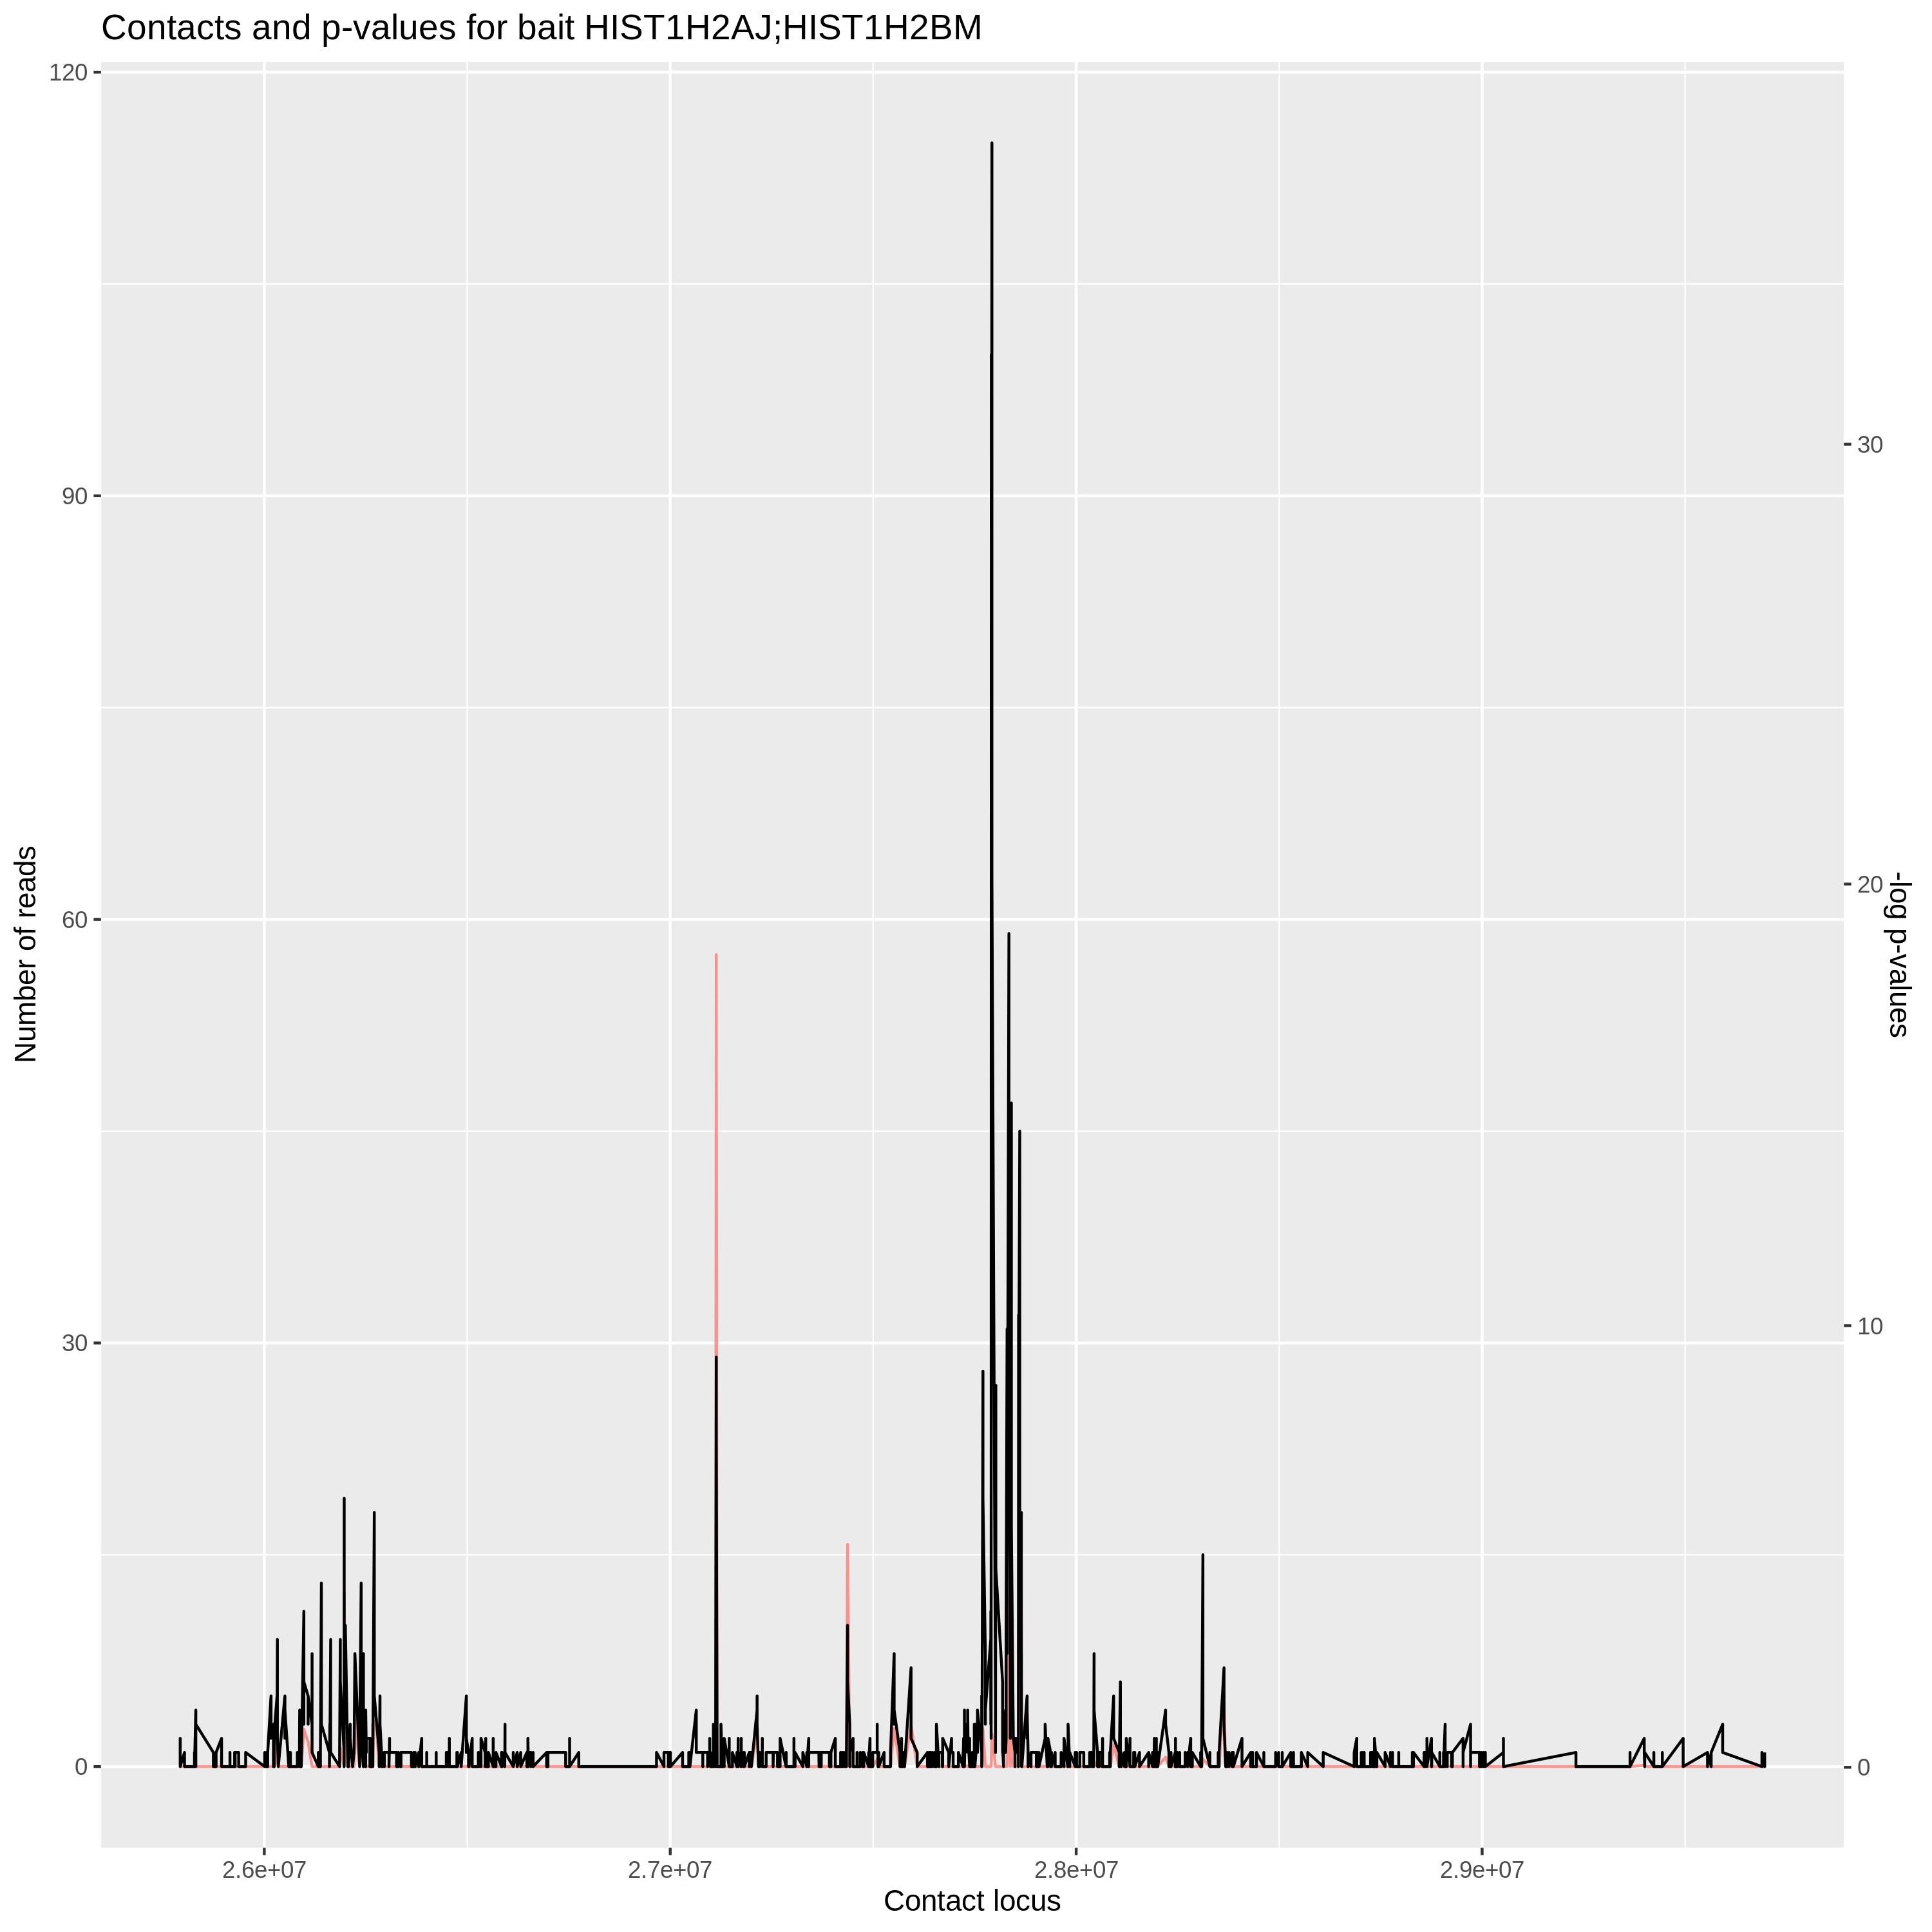 Contacts and p-values for bait HIST1H2AJ;HIST1H2BM
120
90
60
30
0
Number of reads
30
20
10
0
-log p-values
2.6e+07
2.7e+07
2.8e+07
2.9e+07
Contact locus